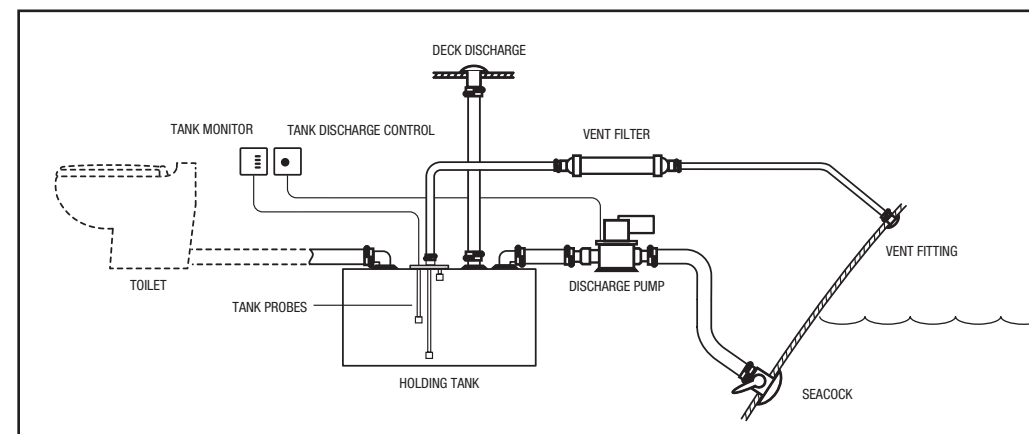 DECK DISCHARGE
TANK MONITOR
TANK DISCHARGE CONTROL
VENT FILTER
VENT FITTING
TOILET
DISCHARGE PUMP
TANK PROBES
HOLDING TANK
SEACOCK